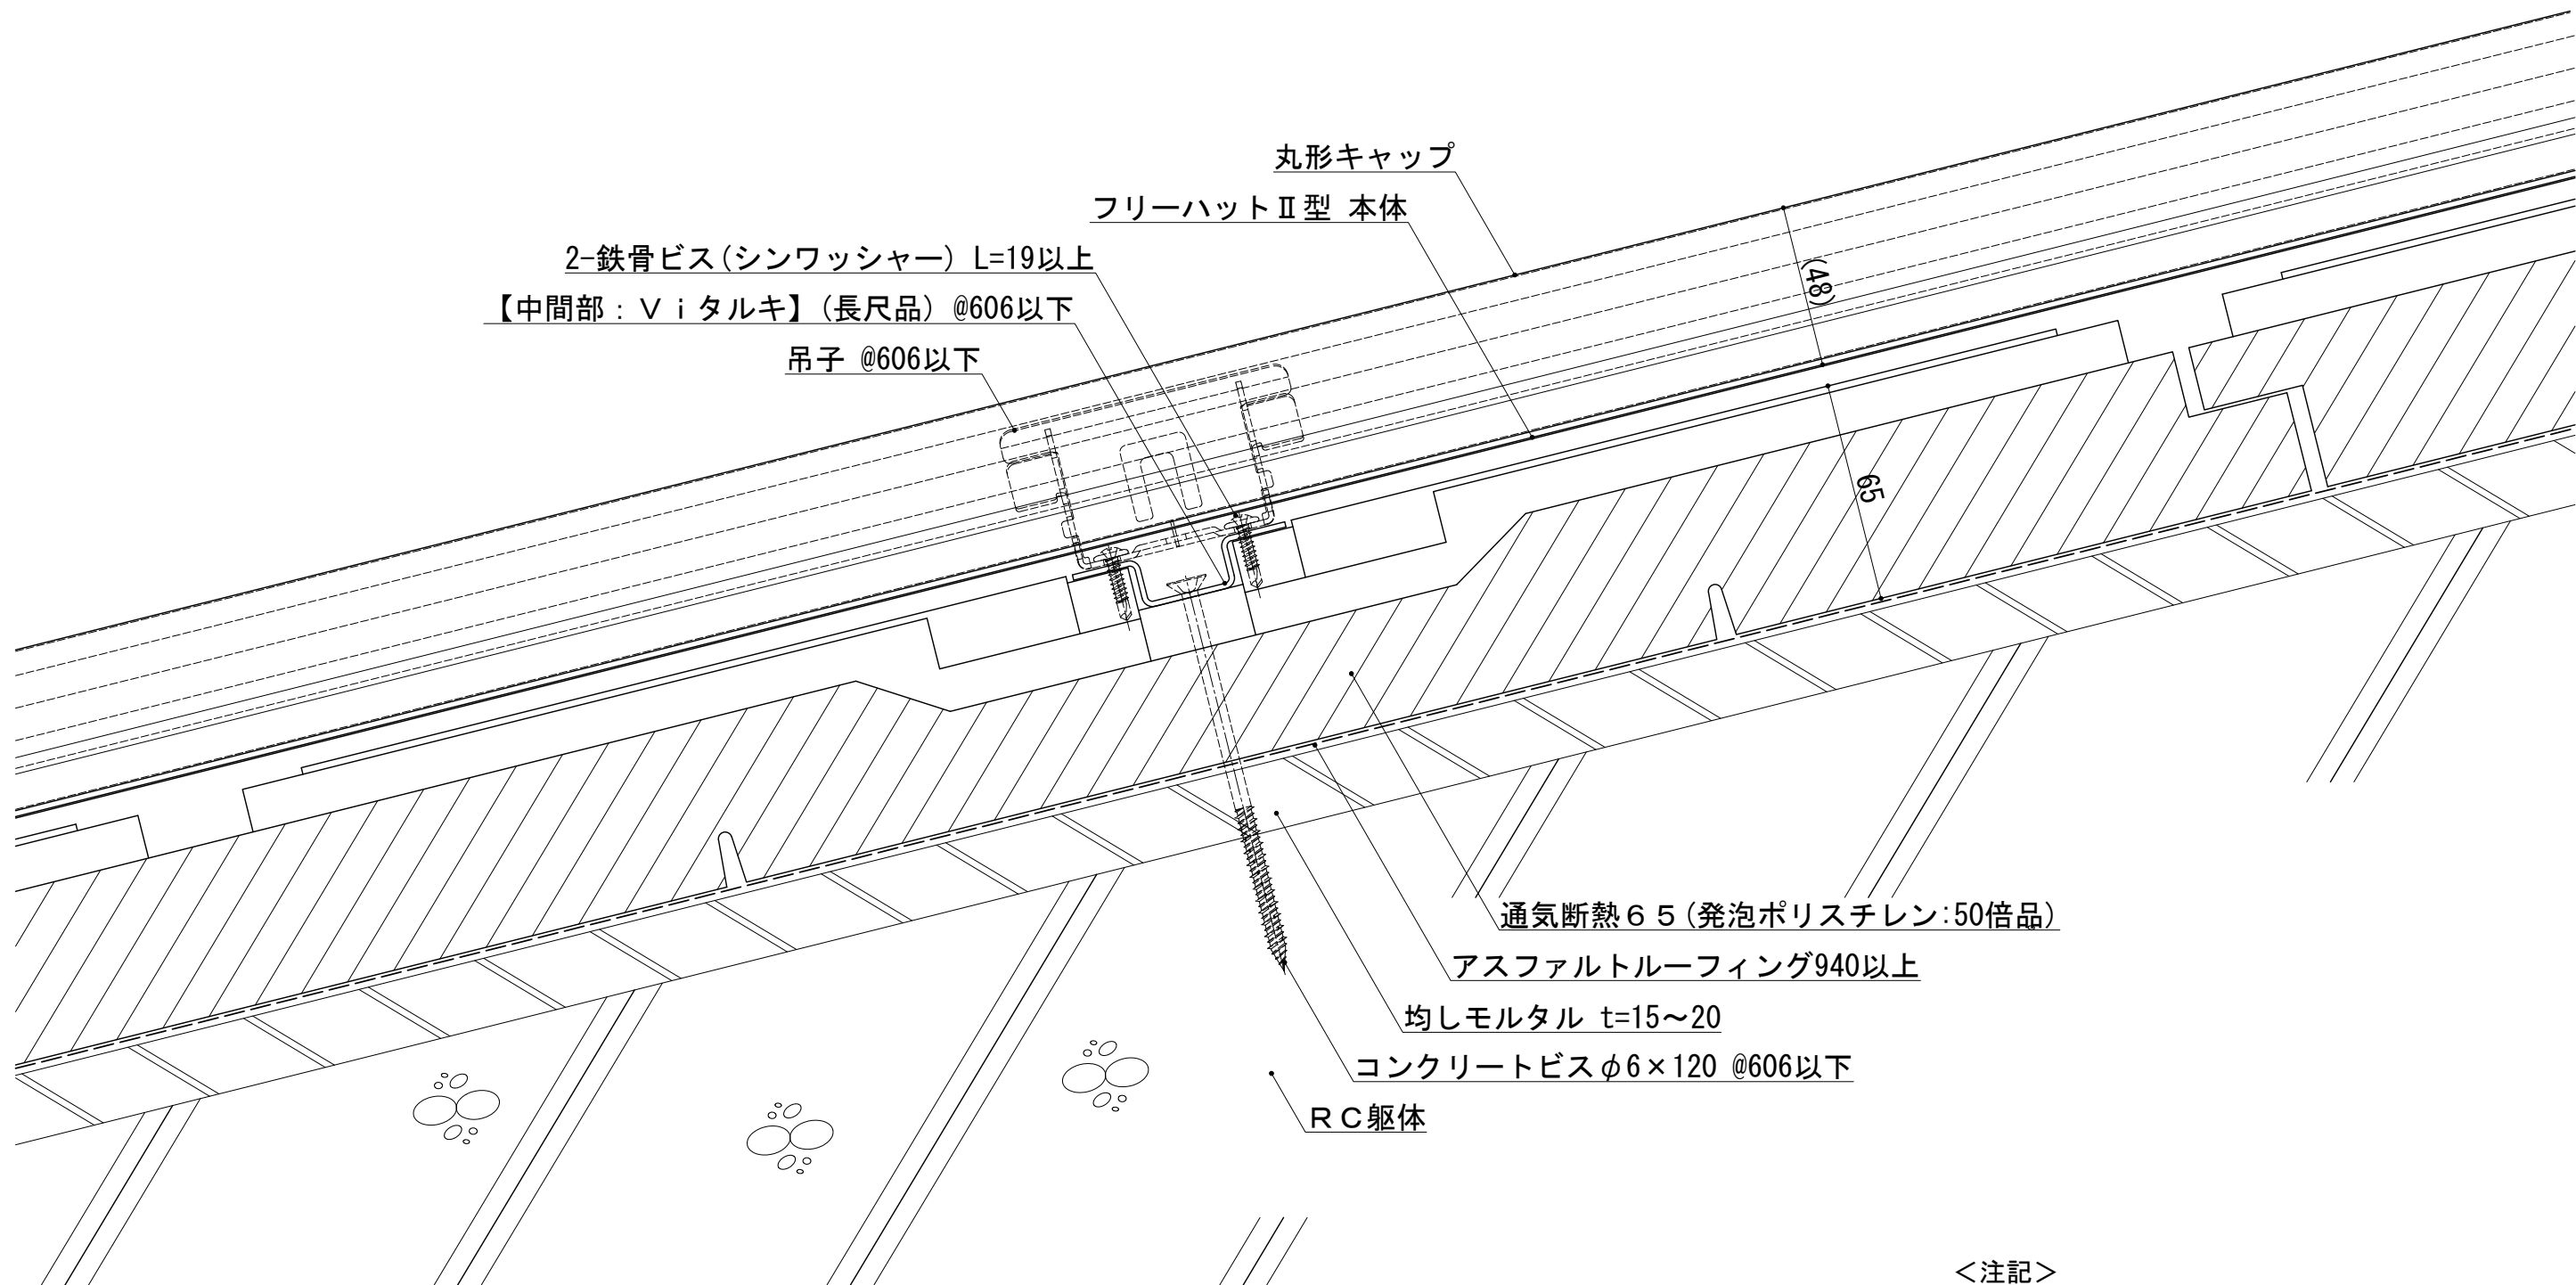 丸形キャップ
フリーハットⅡ型 本体
2-鉄骨ビス(シンワッシャー) L=19以上
【中間部：Ｖｉタルキ】(長尺品) @606以下
吊子 @606以下
(48)
65
通気断熱６５(発泡ポリスチレン:50倍品)
アスファルトルーフィング940以上
均しモルタル t=15～20
コンクリートビスφ6×120 @606以下
ＲＣ躯体
＜注記＞